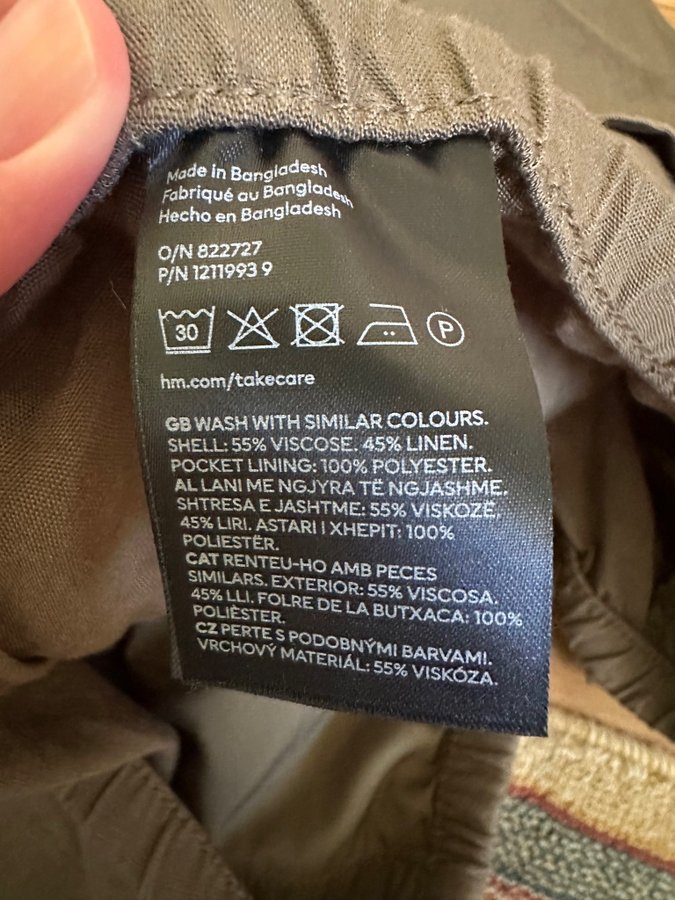 Made in Bangladesh
Fabriqué au Bangladesh
Hecho en Bangladesh
O/N 822727
P/N 1211993 9
30 P
hm.com/takecare
GB WASH WITH SIMILAR COLOURS.
SHELL: 55% VISCOSE. 45% LINEN.
POCKET LINING: 100% POLYESTER.
AL LANI ME NGJYRA TË NGJASHME.
SHTRESA E JASHTME: 55% VISKOZË.
45% LIRI. ASTARI I XHEPIT: 100%
POLIESTËR.
CAT RENTEU-HO AMB PECES
SIMILARS. EXTERIOR: 55% VISCOSA.
45% LLI. FOLRE DE LA BUTXACA: 100%
POLIÈSTER.
CZ PERTE S PODOBNÝMI BARVAMI.
VRCHOVÝ MATERIÁL: 55% VISKÓZA.